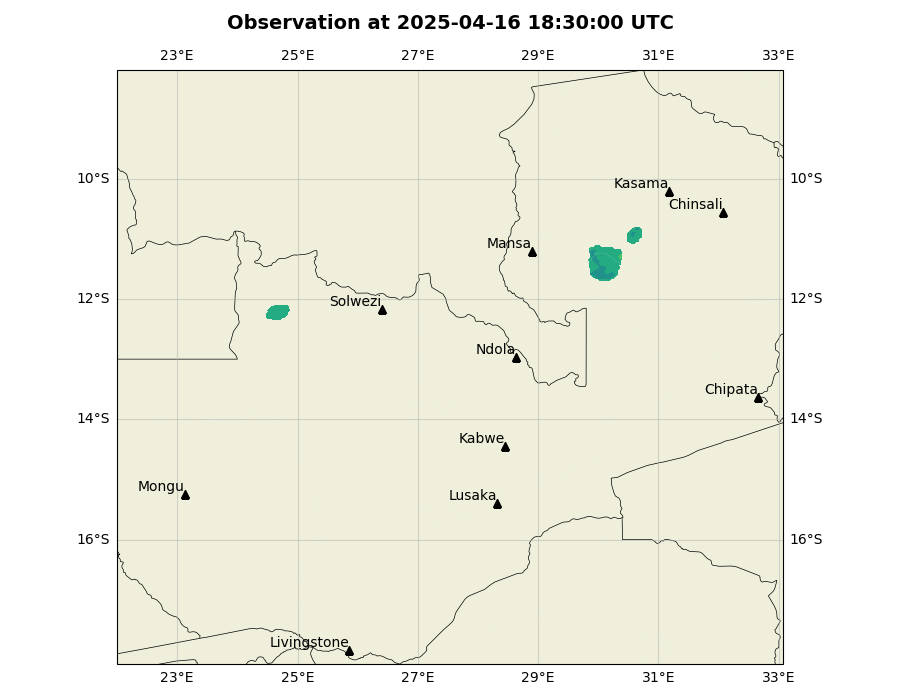 Observation at 2025-04-16 18:30:00 UTC
23°E 25°E 27°E 29°E 31°E 33°E
10°S 10°S
Kasama
Chinsali
Mansa
12°S 12°S
Solwezi
Ndola
Chipata
14°S 14°S
Kabwe
Mongu
Lusaka
16°S 16°S
Livingstone
23°E 25°E 27°E 29°E 31°E 33°E